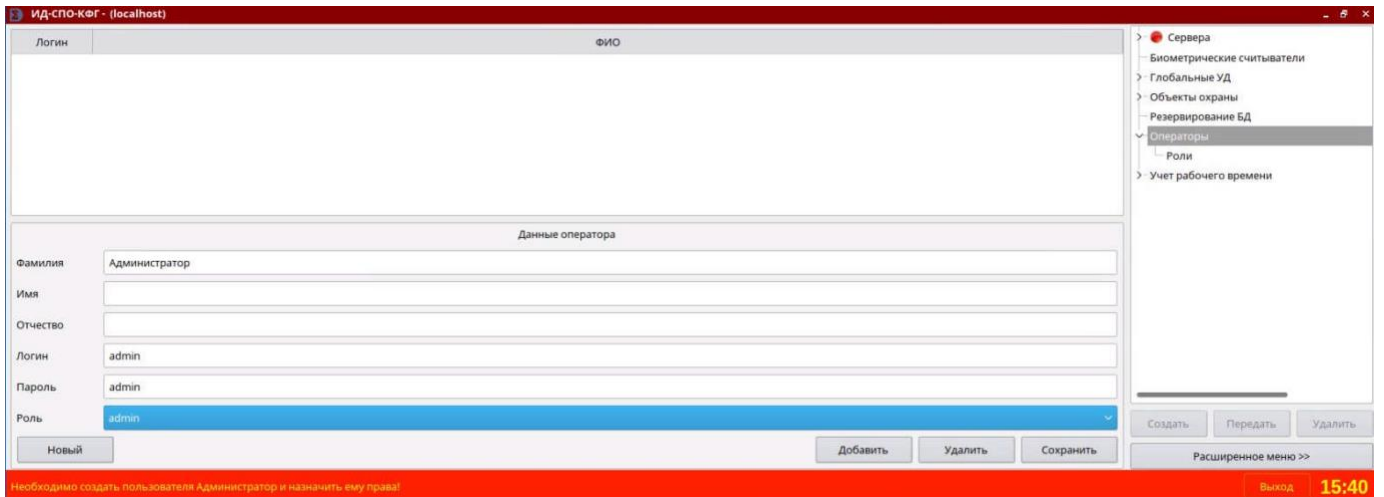 ИД-СПО-КФГ - (localhost)
Логин ФИО
Данные оператора
Фамилия Администратор
Имя
Отчество
Логин admin
Пароль admin
Роль admin
Новый Добавить Удалить Сохранить
Сервера
Биометрические считыватели
Глобальные УД
Объекты охраны
Резервирование БД
Операторы
Роли
Учет рабочего времени
Создать Передать Удалить
Расширенное меню >>
Необходимо создать пользователя Администратор и назначить ему права! Выход 15:40